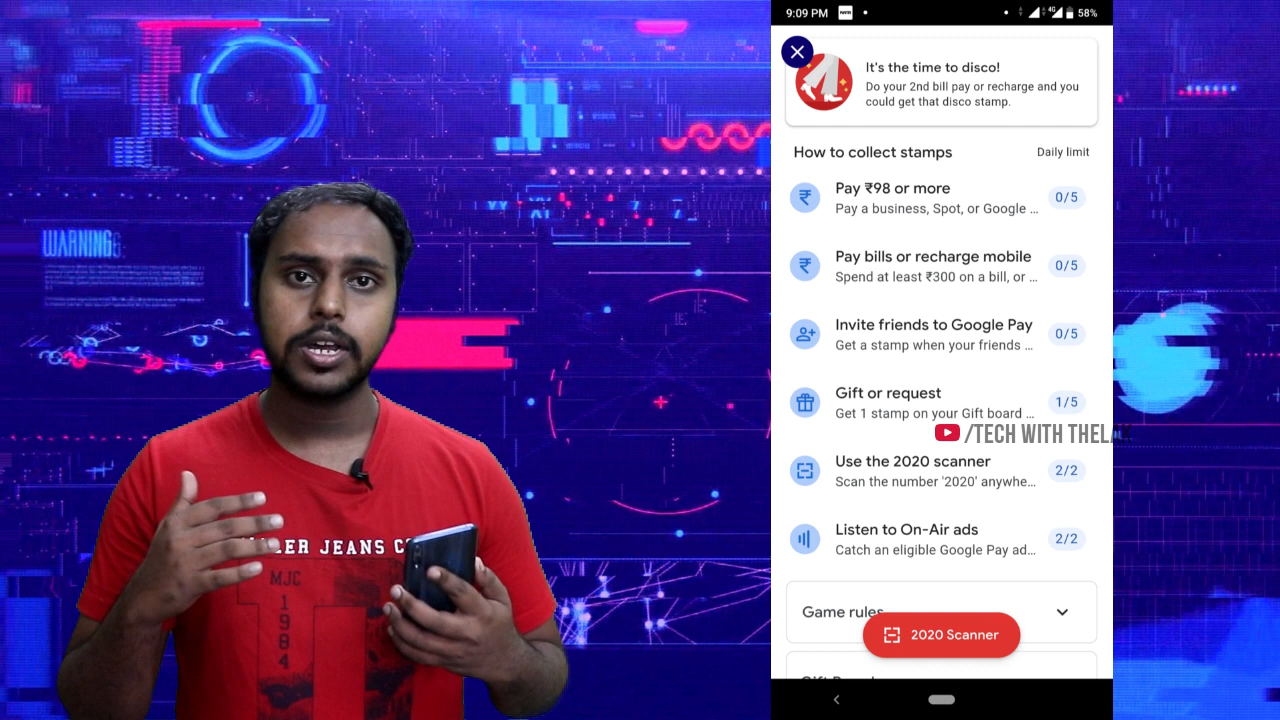 WARNING
LLER JEANS CO
MJC
1
9
8
4
9:09 PM
4G
58%
It's the time to disco!
Do your 2nd bill pay or recharge and you
could get that disco stamp.
How to collect stamps
Daily limit
Pay ₹98 or more
Pay a business, Spot, or Google ...
0/5
Pay bills or recharge mobile
Spend at least ₹300 on a bill, or ...
0/5
Invite friends to Google Pay
Get a stamp when your friends ...
0/5
Gift or request
Get 1 stamp on your Gift board ...
1/5
/TECH WITH THELA
Use the 2020 scanner
Scan the number '2020' anywhe...
2/2
Listen to On-Air ads
Catch an eligible Google Pay ad...
2/2
Game rules
2020 Scanner